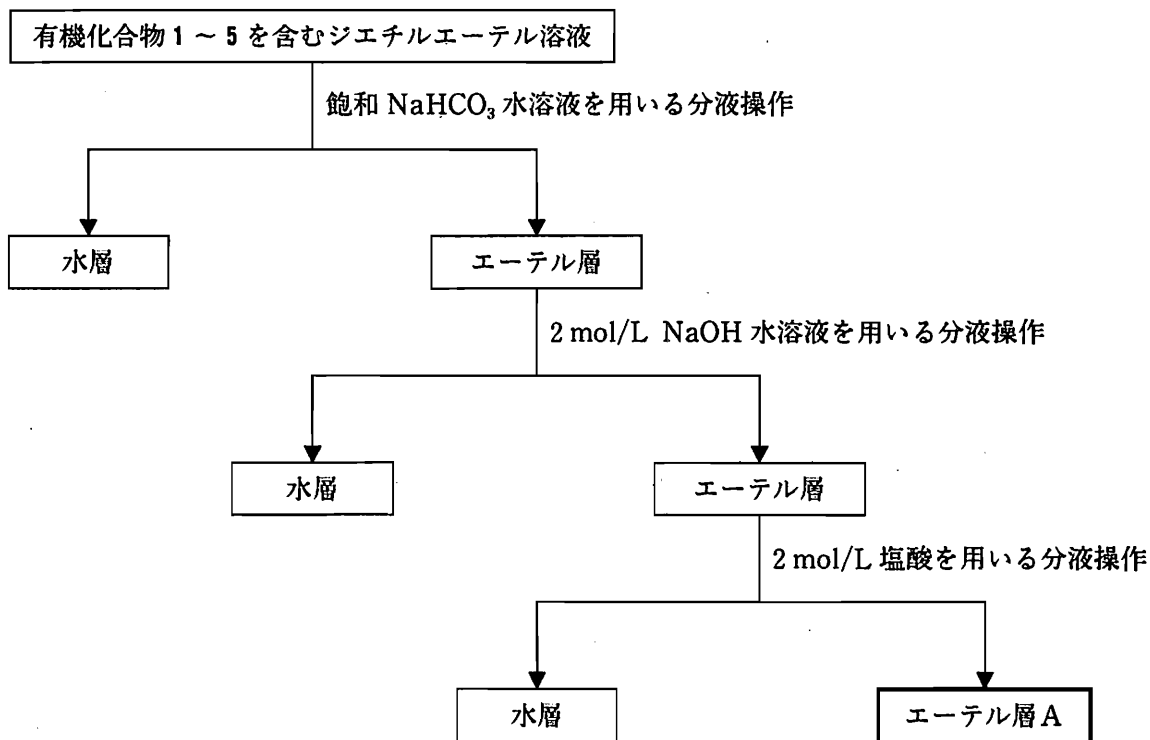 有機化合物1～5を含むジエチルエーテル溶液
飽和 NaHCO₃ 水溶液を用いる分液操作
水層
エーテル層
2 mol/L NaOH 水溶液を用いる分液操作
水層
エーテル層
2 mol/L 塩酸を用いる分液操作
水層
エーテル層A